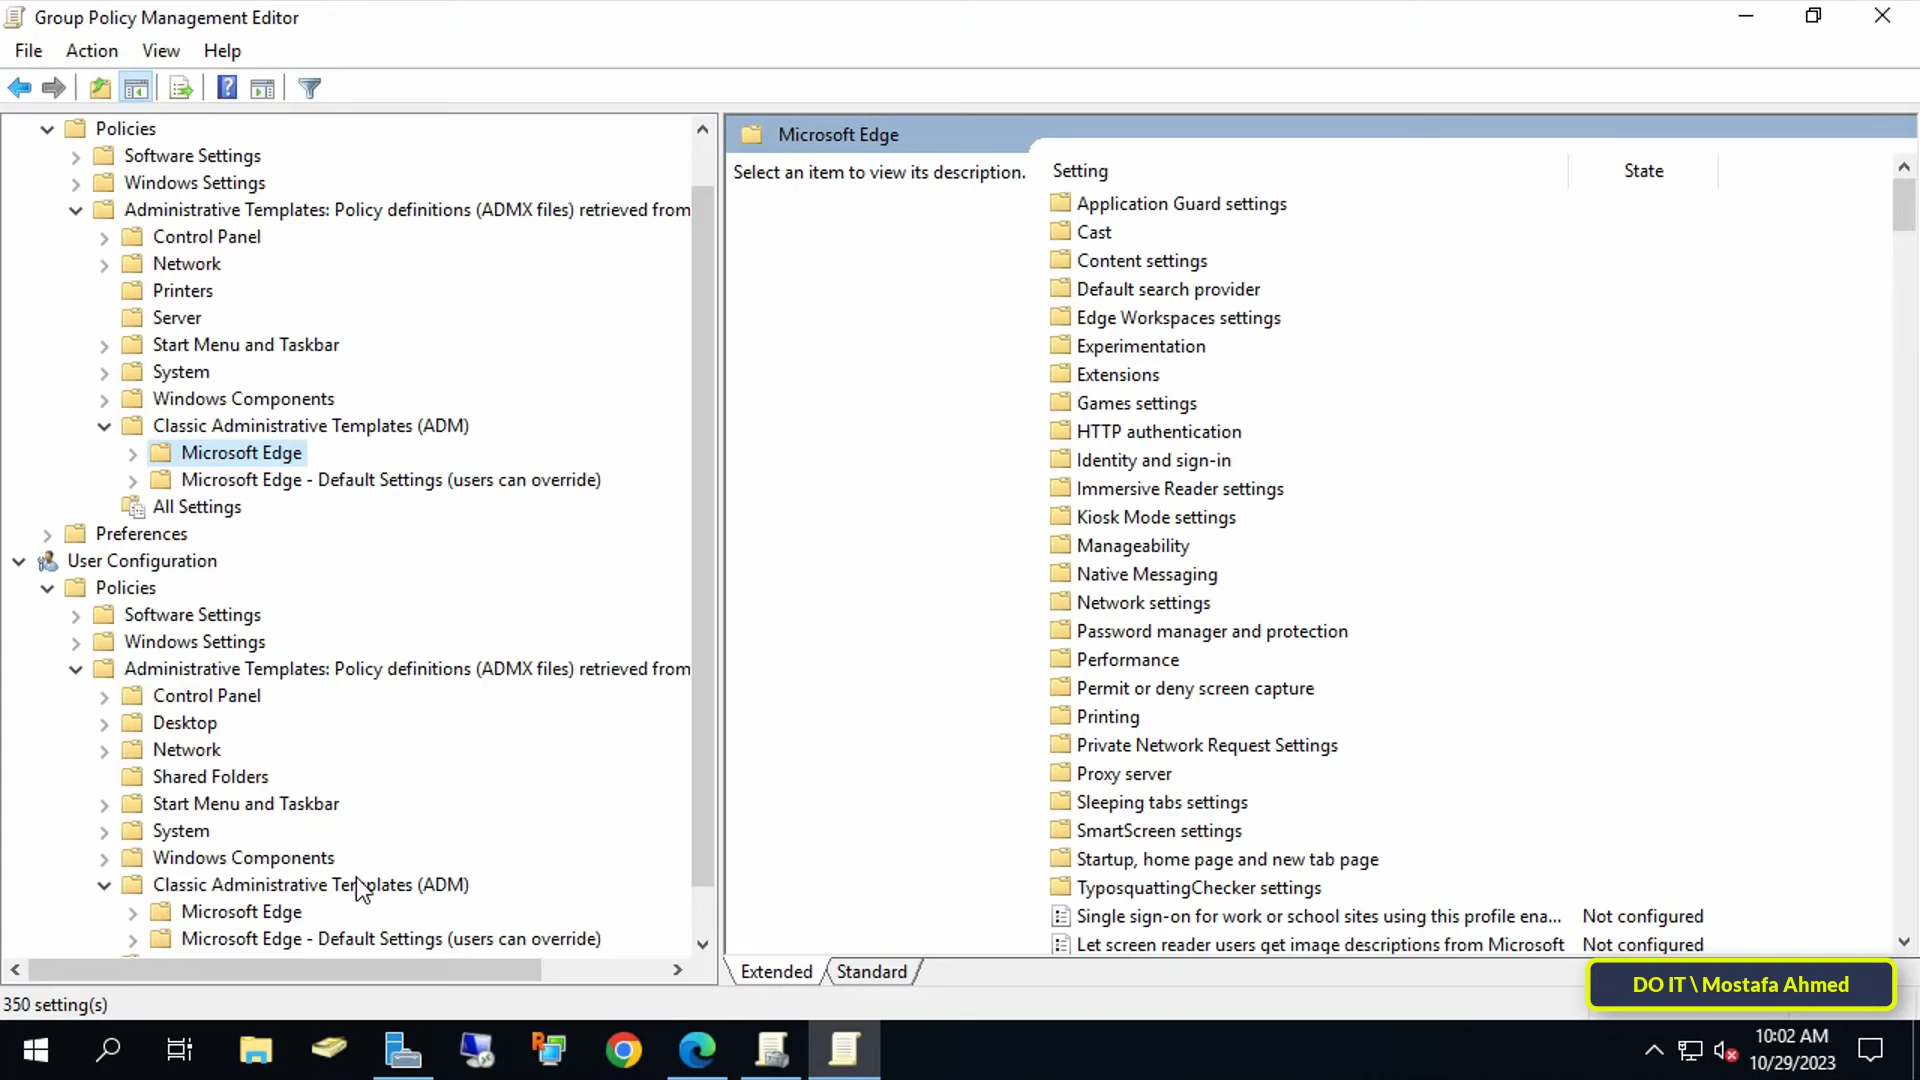 Group Policy Management Editor
File Action View Help
Policies
Software Settings
Windows Settings
Administrative Templates: Policy definitions (ADMX files) retrieved from
Control Panel
Network
Printers
Server
Start Menu and Taskbar
System
Windows Components
Classic Administrative Templates (ADM)
Microsoft Edge
Microsoft Edge - Default Settings (users can override)
All Settings
Preferences
User Configuration
Policies
Software Settings
Windows Settings
Administrative Templates: Policy definitions (ADMX files) retrieved from
Control Panel
Desktop
Network
Shared Folders
Start Menu and Taskbar
System
Windows Components
Classic Administrative Templates (ADM)
Microsoft Edge
Microsoft Edge - Default Settings (users can override)
Microsoft Edge
Select an item to view its description.
Setting State
Application Guard settings
Cast
Content settings
Default search provider
Edge Workspaces settings
Experimentation
Extensions
Games settings
HTTP authentication
Identity and sign-in
Immersive Reader settings
Kiosk Mode settings
Manageability
Native Messaging
Network settings
Password manager and protection
Performance
Permit or deny screen capture
Printing
Private Network Request Settings
Proxy server
Sleeping tabs settings
SmartScreen settings
Startup, home page and new tab page
TyposquattingChecker settings
Single sign-on for work or school sites using this profile ena... Not configured
Let screen reader users get image descriptions from Microsoft Not configured
Extended Standard
350 setting(s)
DO IT \ Mostafa Ahmed
10:02 AM
10/29/2023